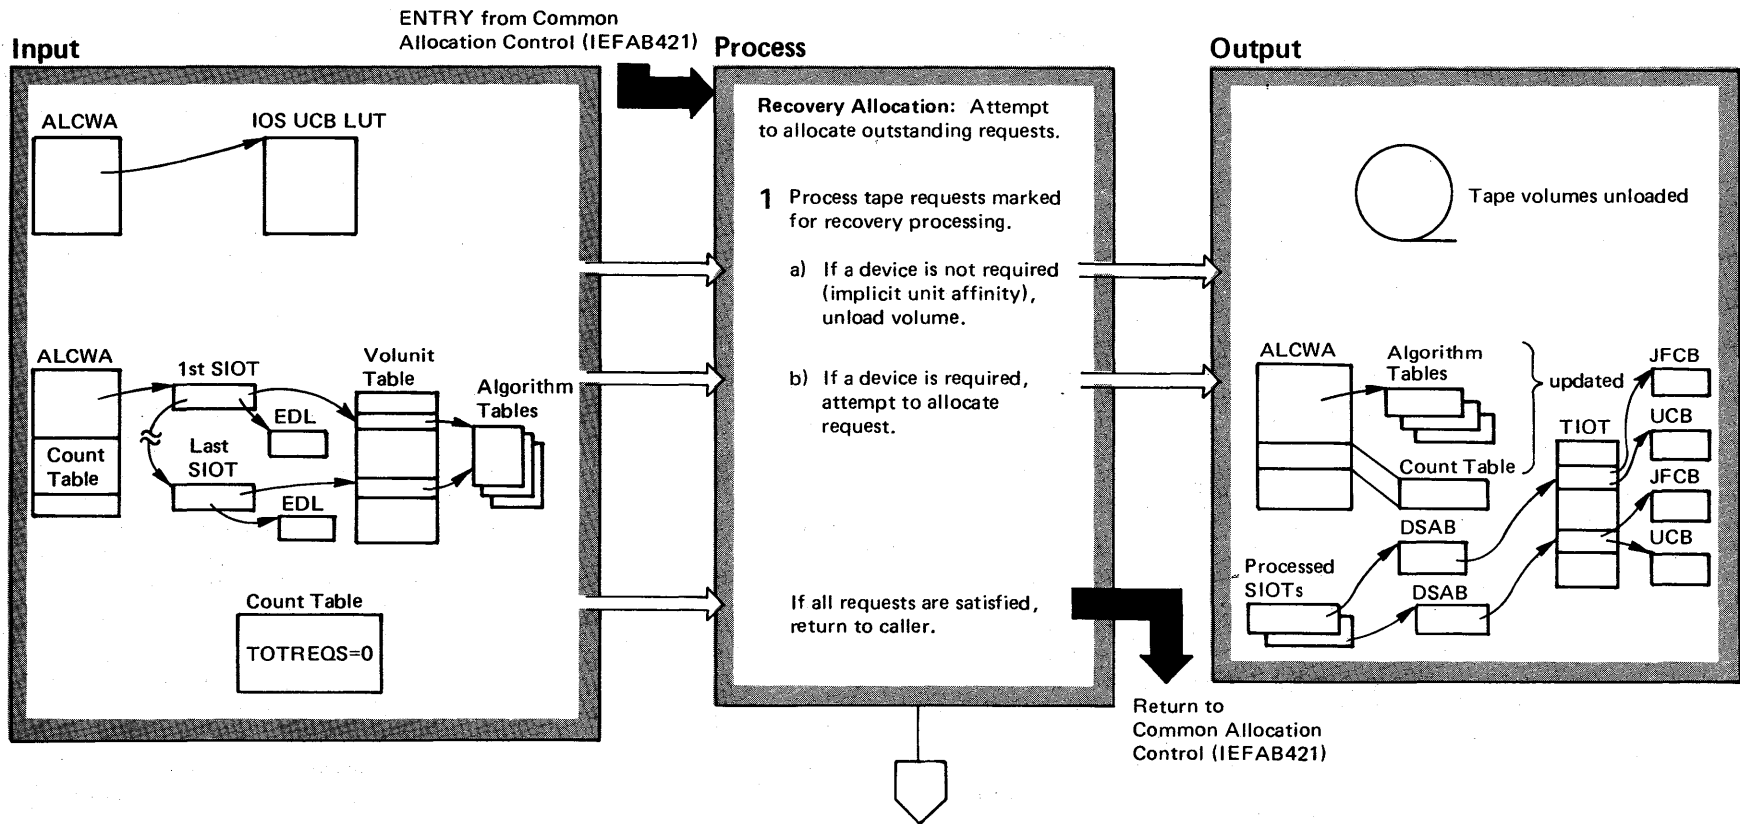 ENTRY from Common
Allocation Control (IEFAB421)
Input
Process
Output
ALCWA
IOS UCB LUT
ALCWA
1st SIOT
Volunit
Table
Algorithm
Tables
EDL
Count
Table
Last
SIOT
EDL
Count Table
TOTREQS=0
Recovery Allocation: Attempt
to allocate outstanding requests.
1 Process tape requests marked
for recovery processing.
a) If a device is not required
(implicit unit affinity),
unload volume.
b) If a device is required,
attempt to allocate
request.
If all requests are satisfied,
return to caller.
Return to
Common Allocation
Control (IEFAB421)
Tape volumes unloaded
ALCWA
Algorithm
Tables
updated
JFCB
UCB
TIOT
Count Table
JFCB
UCB
DSAB
Processed
SIOTs
DSAB